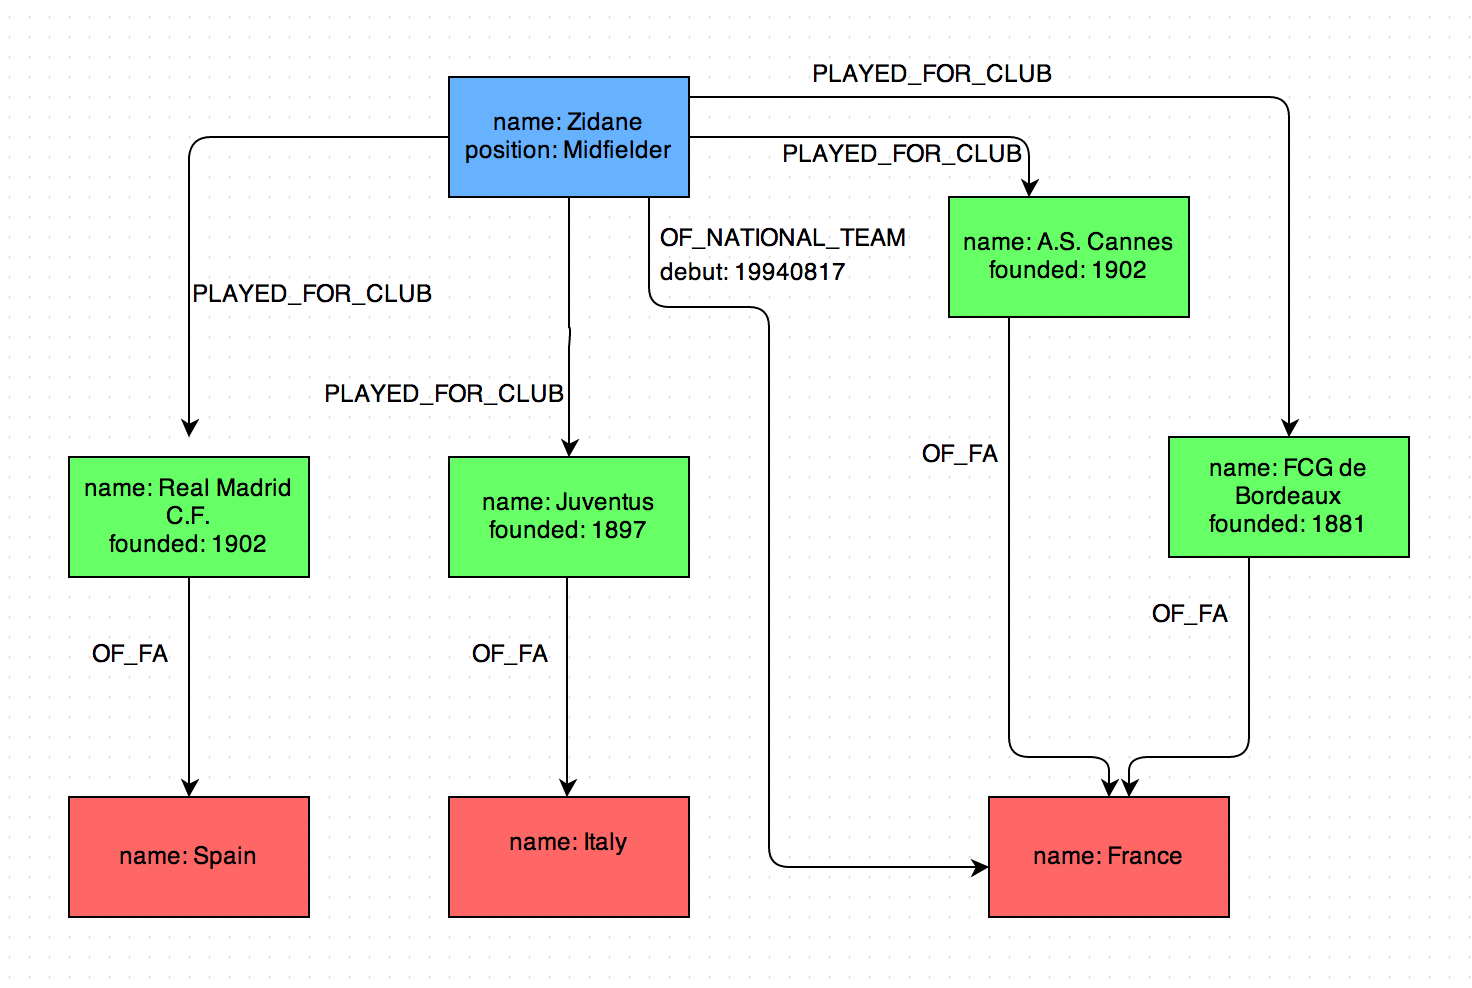 PLAYED_FOR_CLUB
name: Zidane
position: Midfielder
PLAYED_FOR_CLUB
OF_NATIONAL_TEAM
debut: 19940817
name: A.S. Cannes
founded: 1902
PLAYED_FOR_CLUB
PLAYED_FOR_CLUB
OF_FA
name: FCG de
Bordeaux
founded: 1881
name: Real Madrid
C.F.
founded: 1902
name: Juventus
founded: 1897
OF_FA
OF_FA
OF_FA
name: Spain
name: Italy
name: France